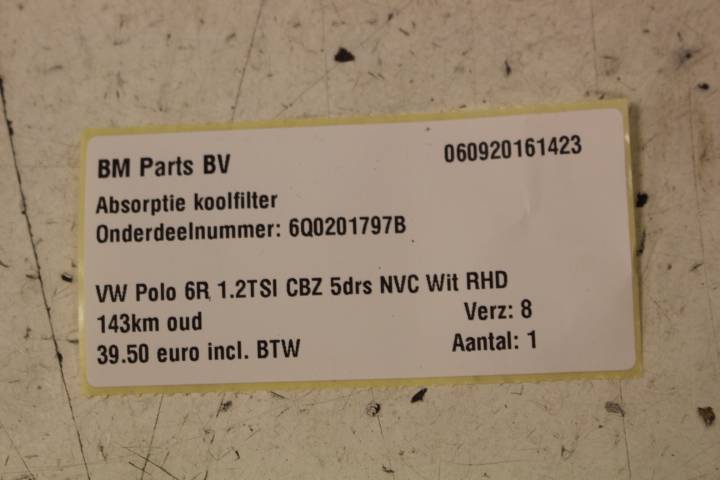 BM Parts BV 060920161423
Absorptie koolfilter
Onderdeelnummer: 6Q0201797B
VW Polo 6R 1.2TSI CBZ 5drs NVC Wit RHD
143km oud Verz: 8
39.50 euro incl. BTW Aantal: 1